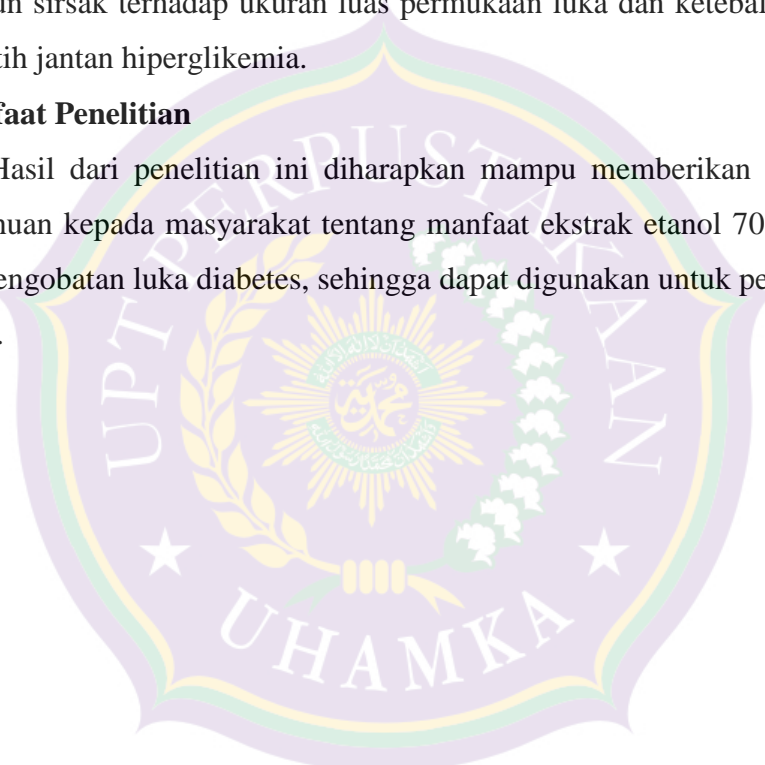 un sirsak terhadap ukuran luas permukaan luka dan ketebal
tih jantan hiperglikemia.
faat Penelitian
Hasil dari penelitian ini diharapkan mampu memberikan
nuan kepada masyarakat tentang manfaat ekstrak etanol 70
engobatan luka diabetes, sehingga dapat digunakan untuk pe
.
UPT PERPUSTAKAAN
UHAMKA